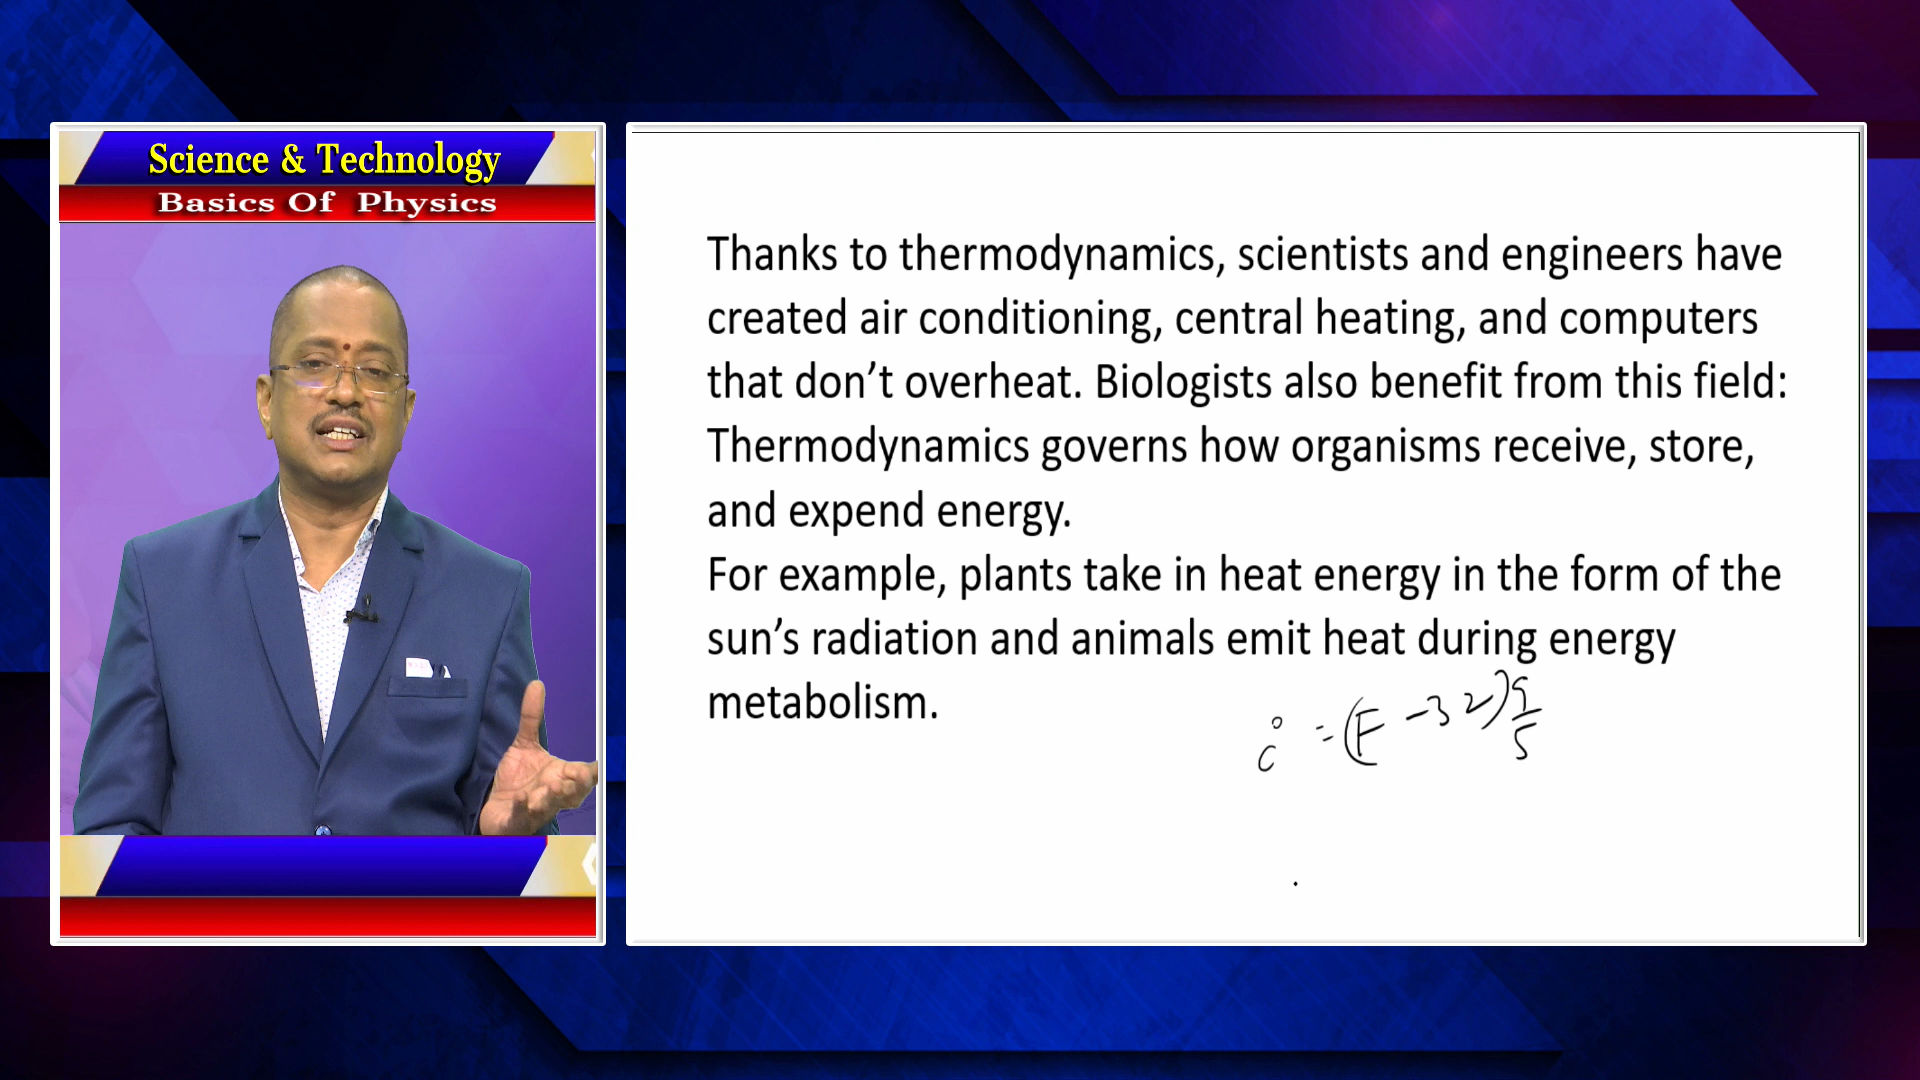 Science & Technology
Basics Of Physics
Thanks to thermodynamics, scientists and engineers have
created air conditioning, central heating, and computers
that don’t overheat. Biologists also benefit from this field:
Thermodynamics governs how organisms receive, store,
and expend energy.
For example, plants take in heat energy in the form of the
sun’s radiation and animals emit heat during energy
metabolism.
C° = (F - 32) 9/5